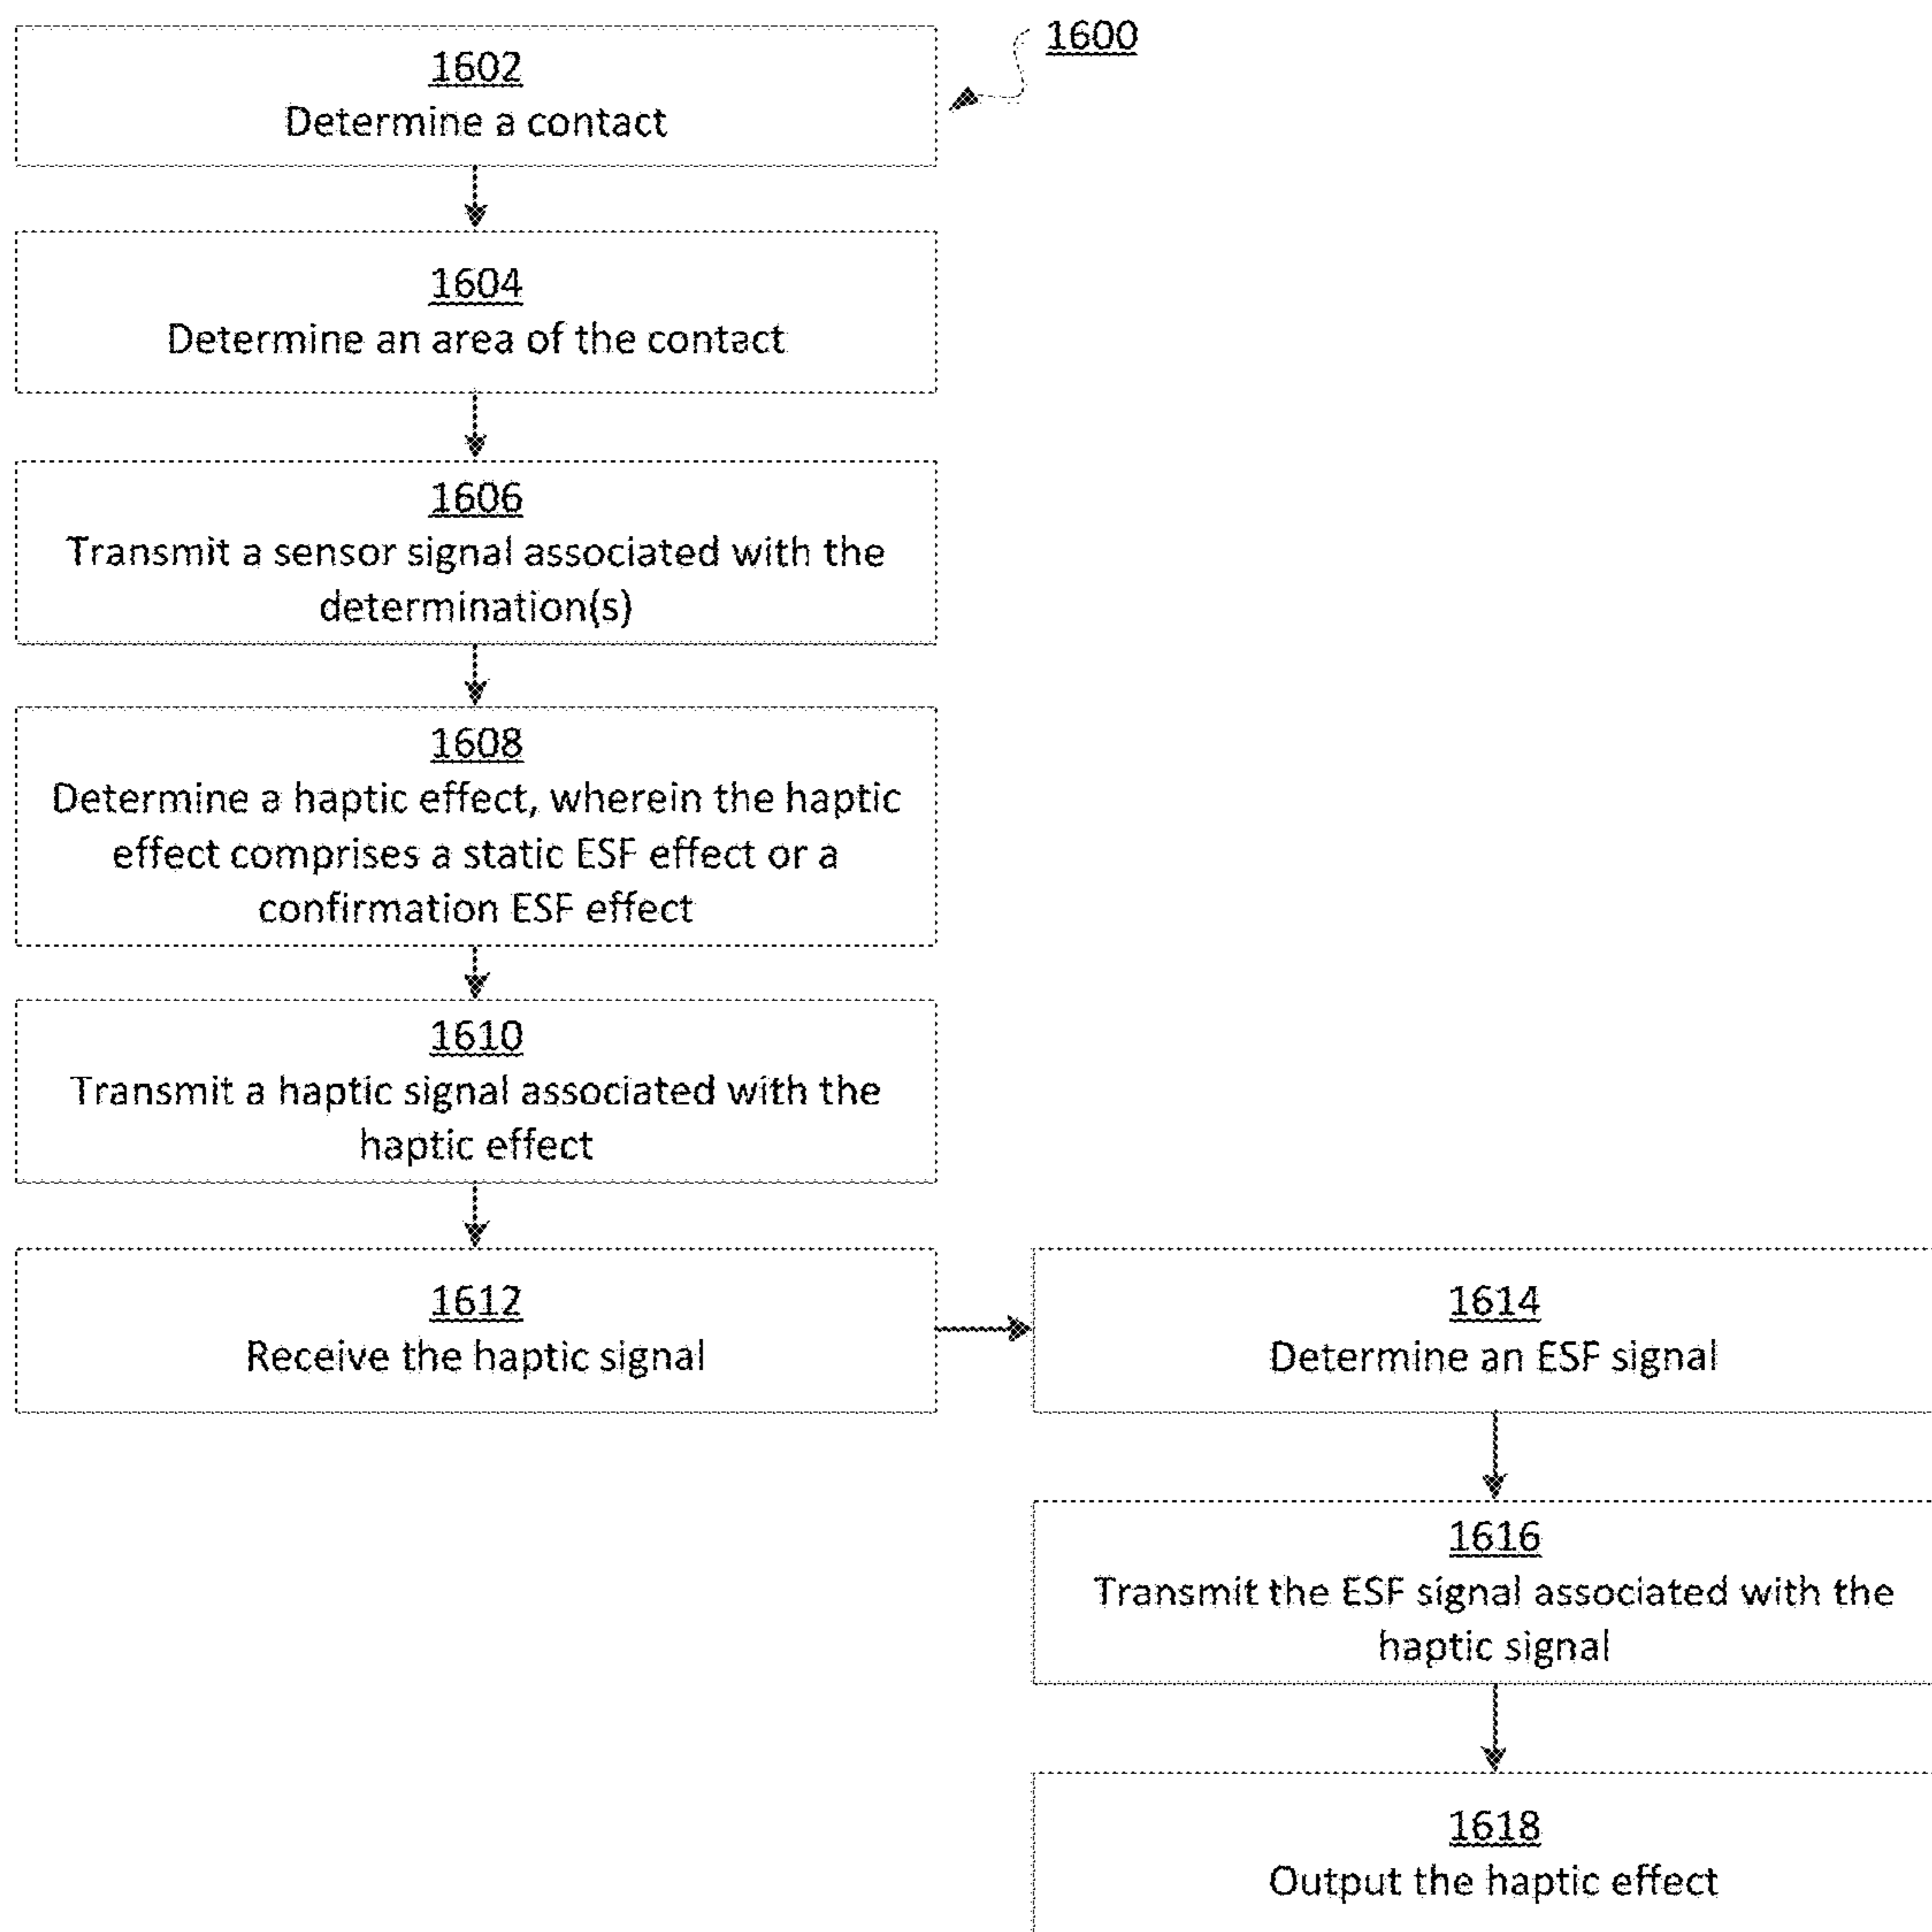 1600
1602
Determine a contact
1604
Determine an area of the contact
1606
Transmit a sensor signal associated with the
determination(s)
1608
Determine a haptic effect, wherein the haptic
effect comprises a static ESF effect or a
confirmation ESF effect
1610
Transmit a haptic signal associated with the
haptic effect
1612
Receive the haptic signal
1614
Determine an ESF signal
1616
Transmit the ESF signal associated with the
haptic signal
1618
Output the haptic effect